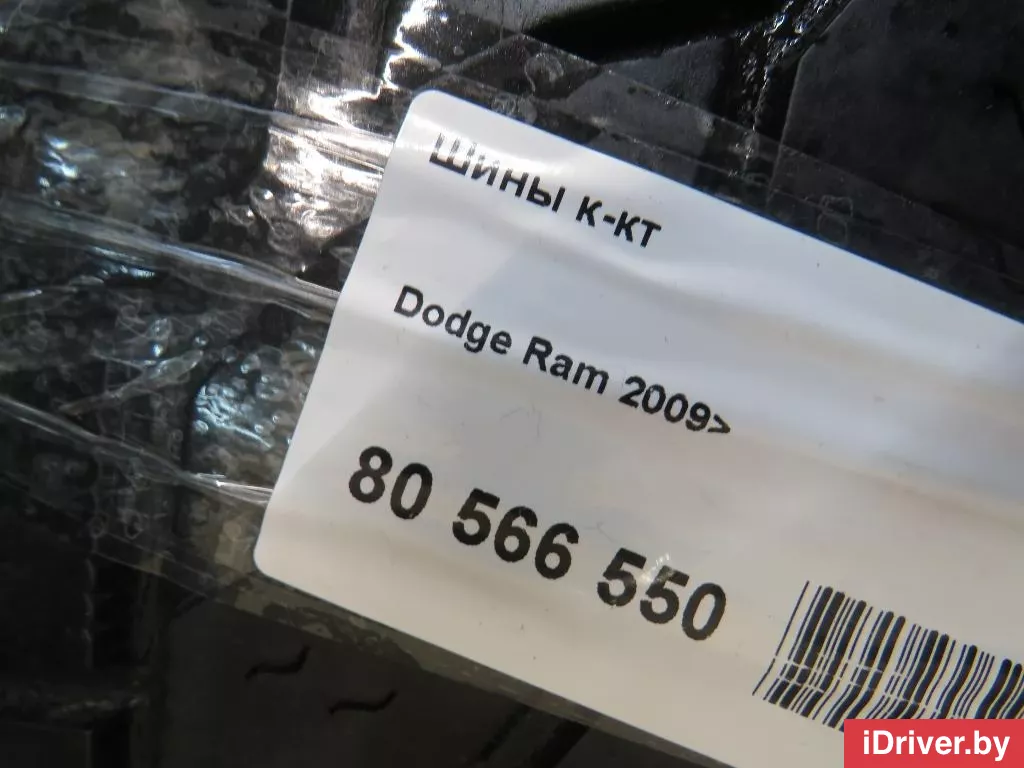 Шины к-кт
Dodge Ram 2009>
80 566 550
iDriver.by